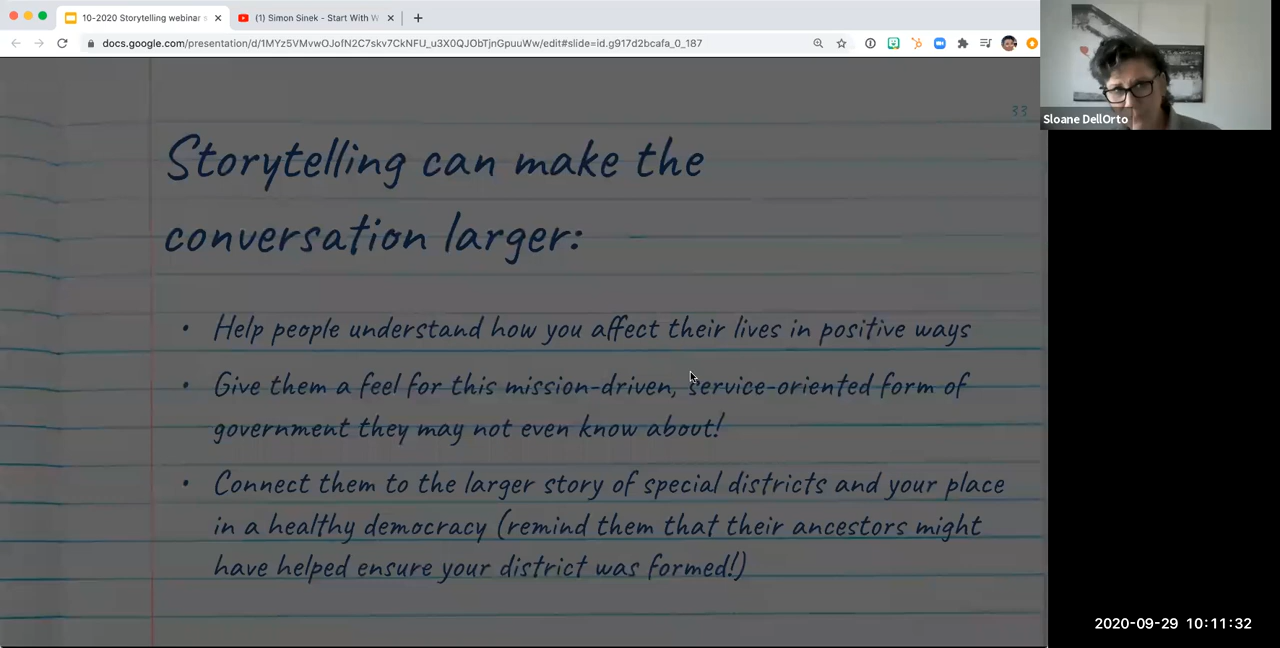 10-2020 Storytelling webinar s
(1) Simon Sinek - Start With W
docs.google.com/presentation/d/1MYz5VMvwOJofN2C7skv7CkNFU_u3X0QJObTjnGpuuWw/edit#slide=id.g917d2bcafa_0_187
Sloane DellOrto
33
Storytelling can make the
conversation larger:
• Help people understand how you affect their lives in positive ways
• Give them a feel for this mission-driven, service-oriented form of
government they may not even know about!
• Connect them to the larger story of special districts and your place
in a healthy democracy (remind them that their ancestors might
have helped ensure your district was formed!)
2020-09-29 10:11:32